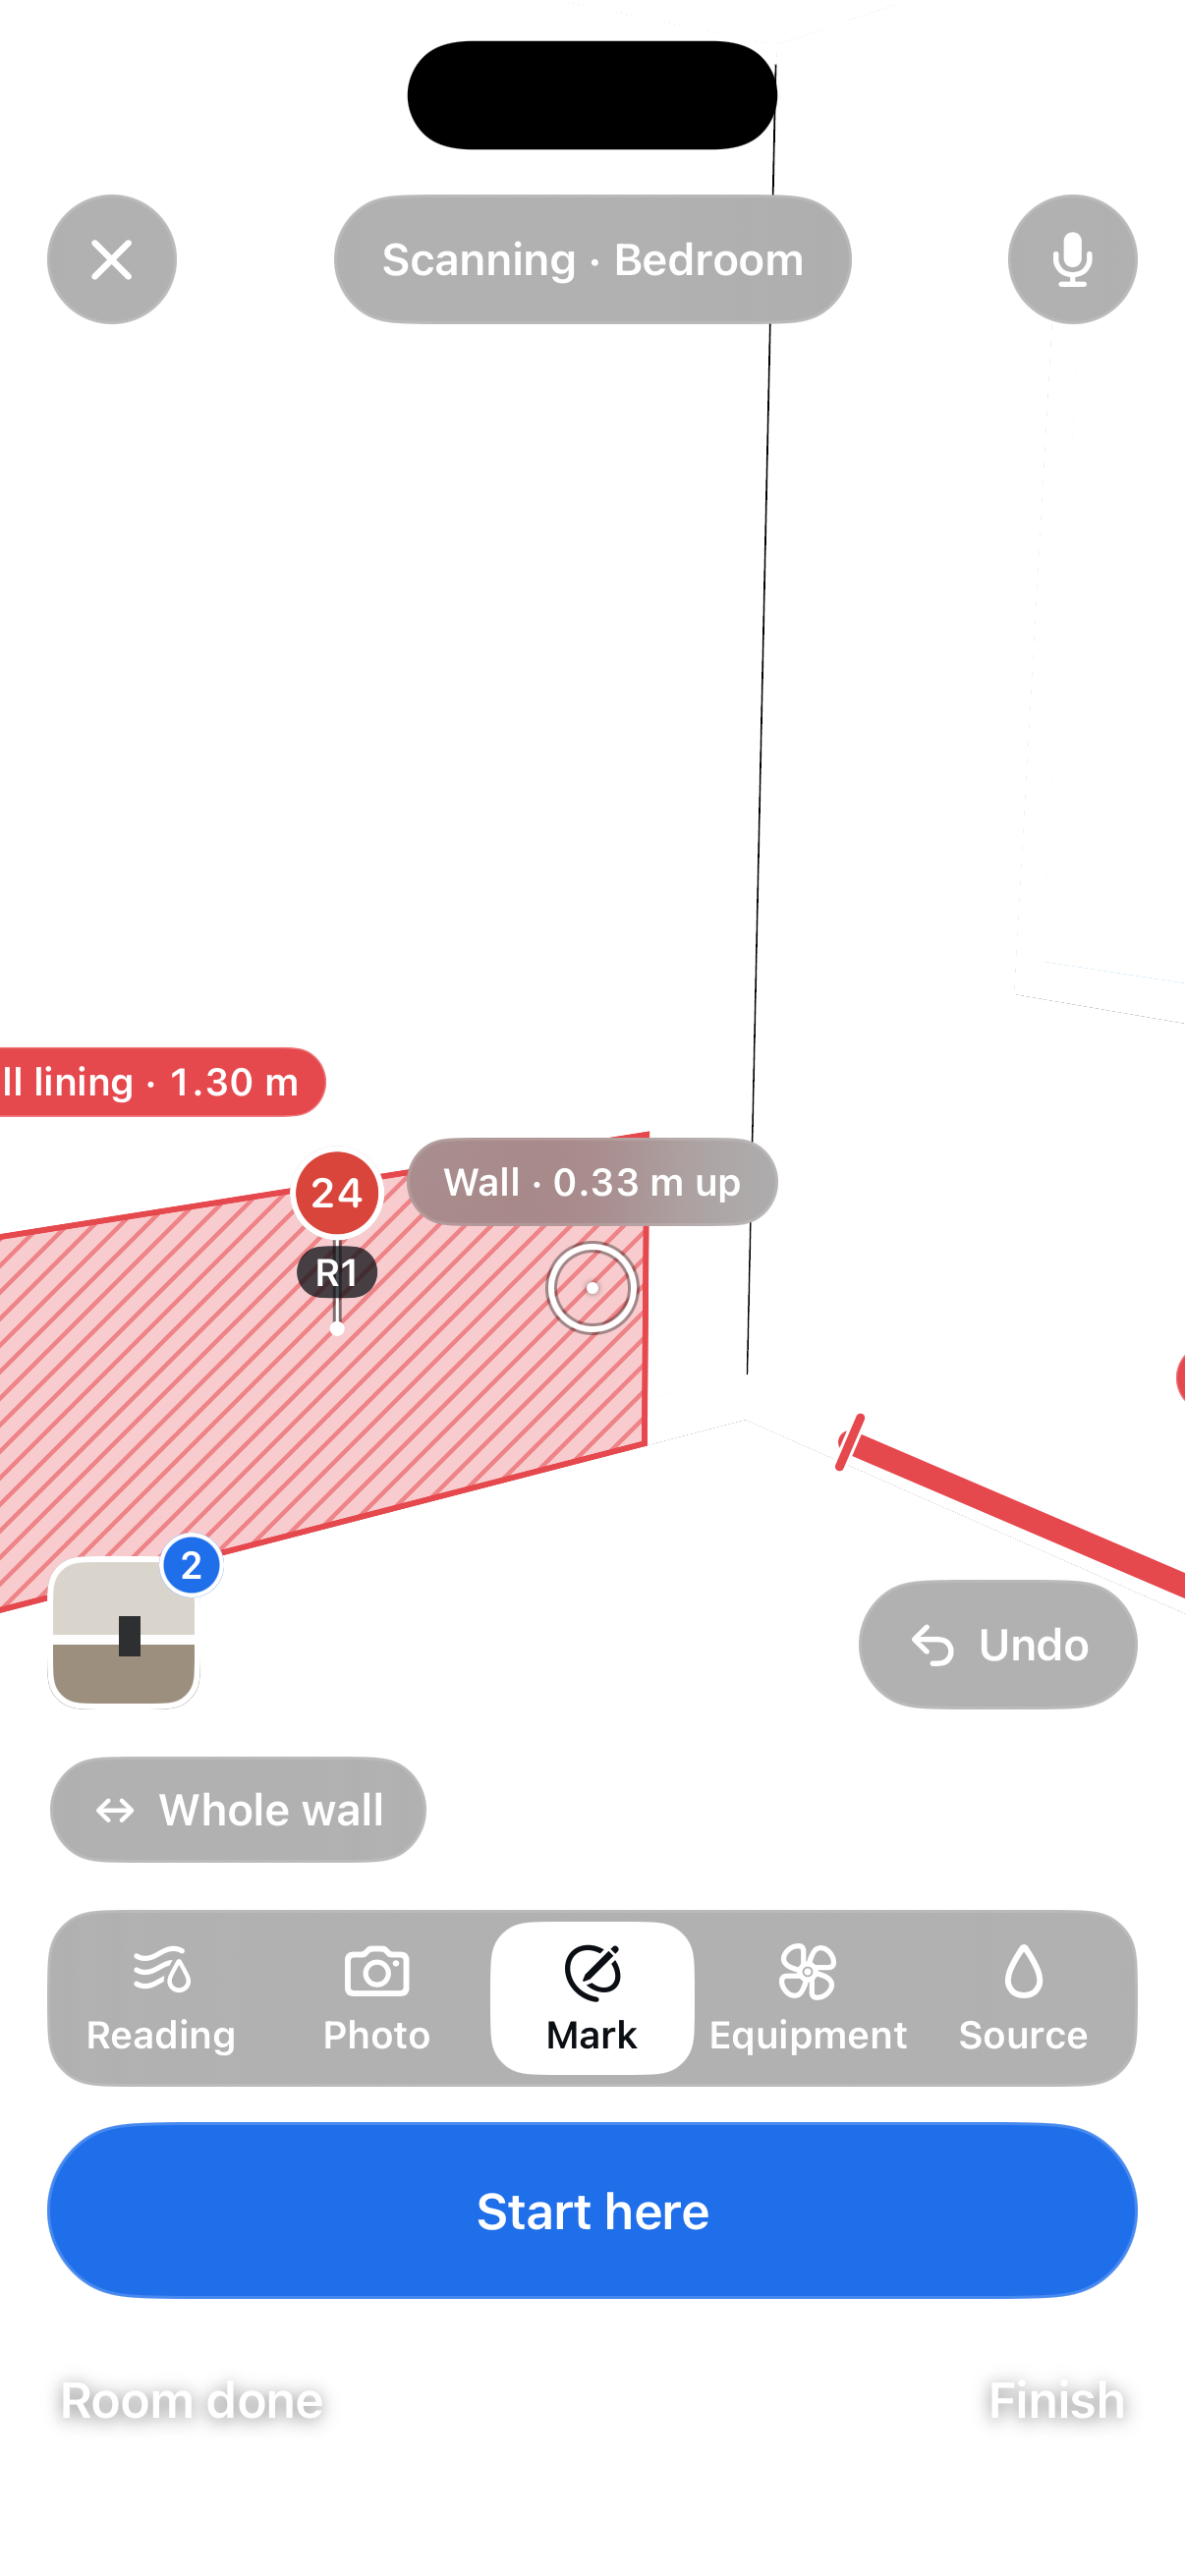 Scanning · Bedroom
ll lining · 1.30 m
24
Wall · 0.33 m up
R1
2
Undo
Whole wall
Reading
Photo
Mark
Equipment
Source
Start here
Room done
Finish